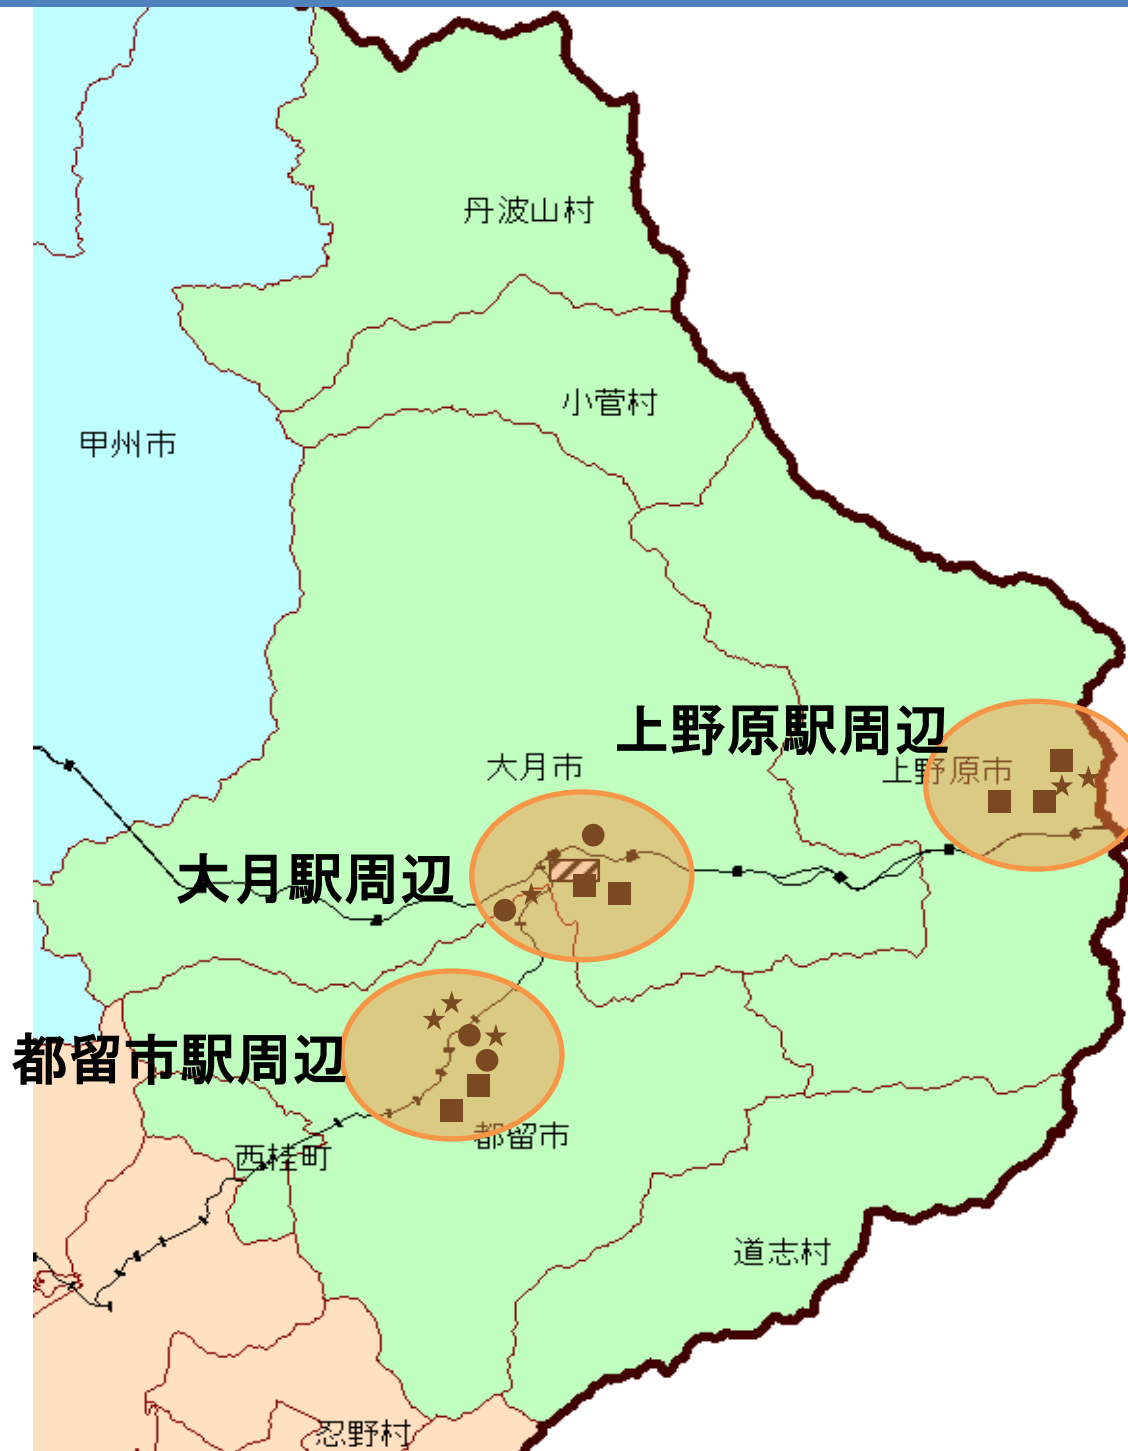 丹波山村
小菅村
甲州市
上野原駅周辺
大月市
上野原市
大月駅周辺
都留市駅周辺
都留市
西桂町
道志村
忍野村